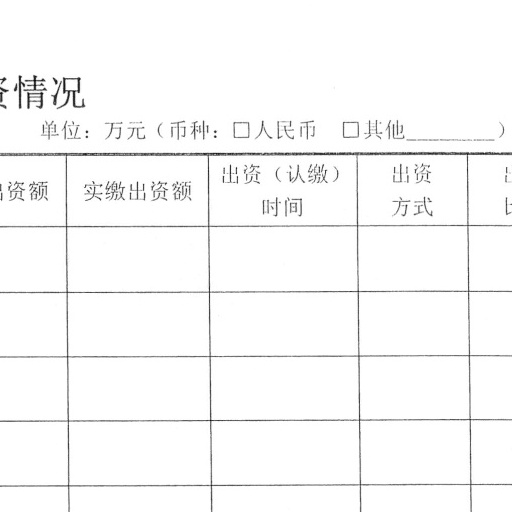 资情况
单位：万元（币种：□人民币 □其他________）
出资额 实缴出资额 出资（认缴）时间 出资方式